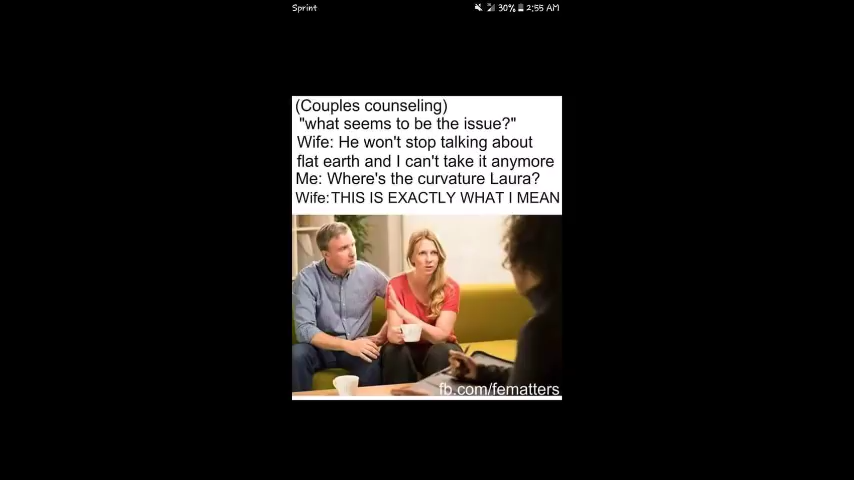 Sprint 30% 2:55 AM
(Couples counseling)
"what seems to be the issue?"
Wife: He won't stop talking about
flat earth and I can't take it anymore
Me: Where's the curvature Laura?
Wife:THIS IS EXACTLY WHAT I MEAN
fb.com/fematters